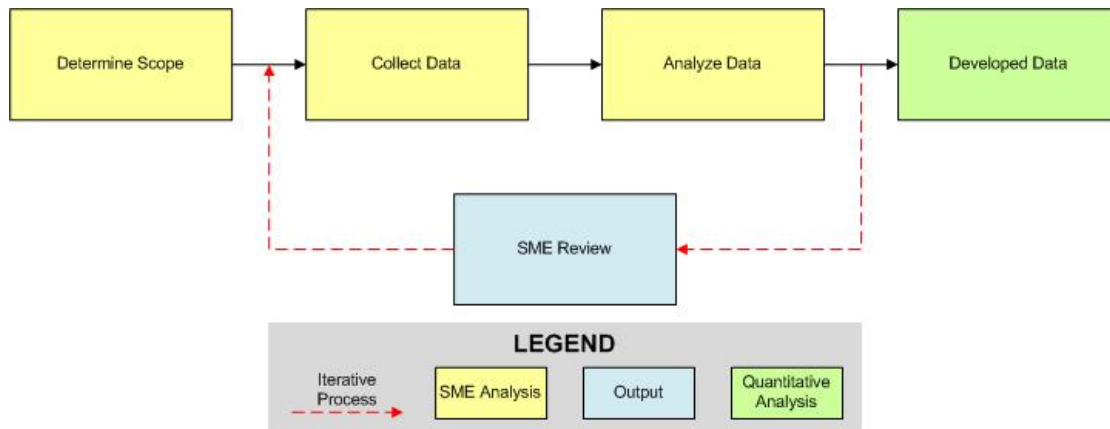 Determine Scope
Collect Data
Analyze Data
Developed Data
SME Review
LEGEND
Iterative
Process
SME Analysis
Output
Quantitative
Analysis